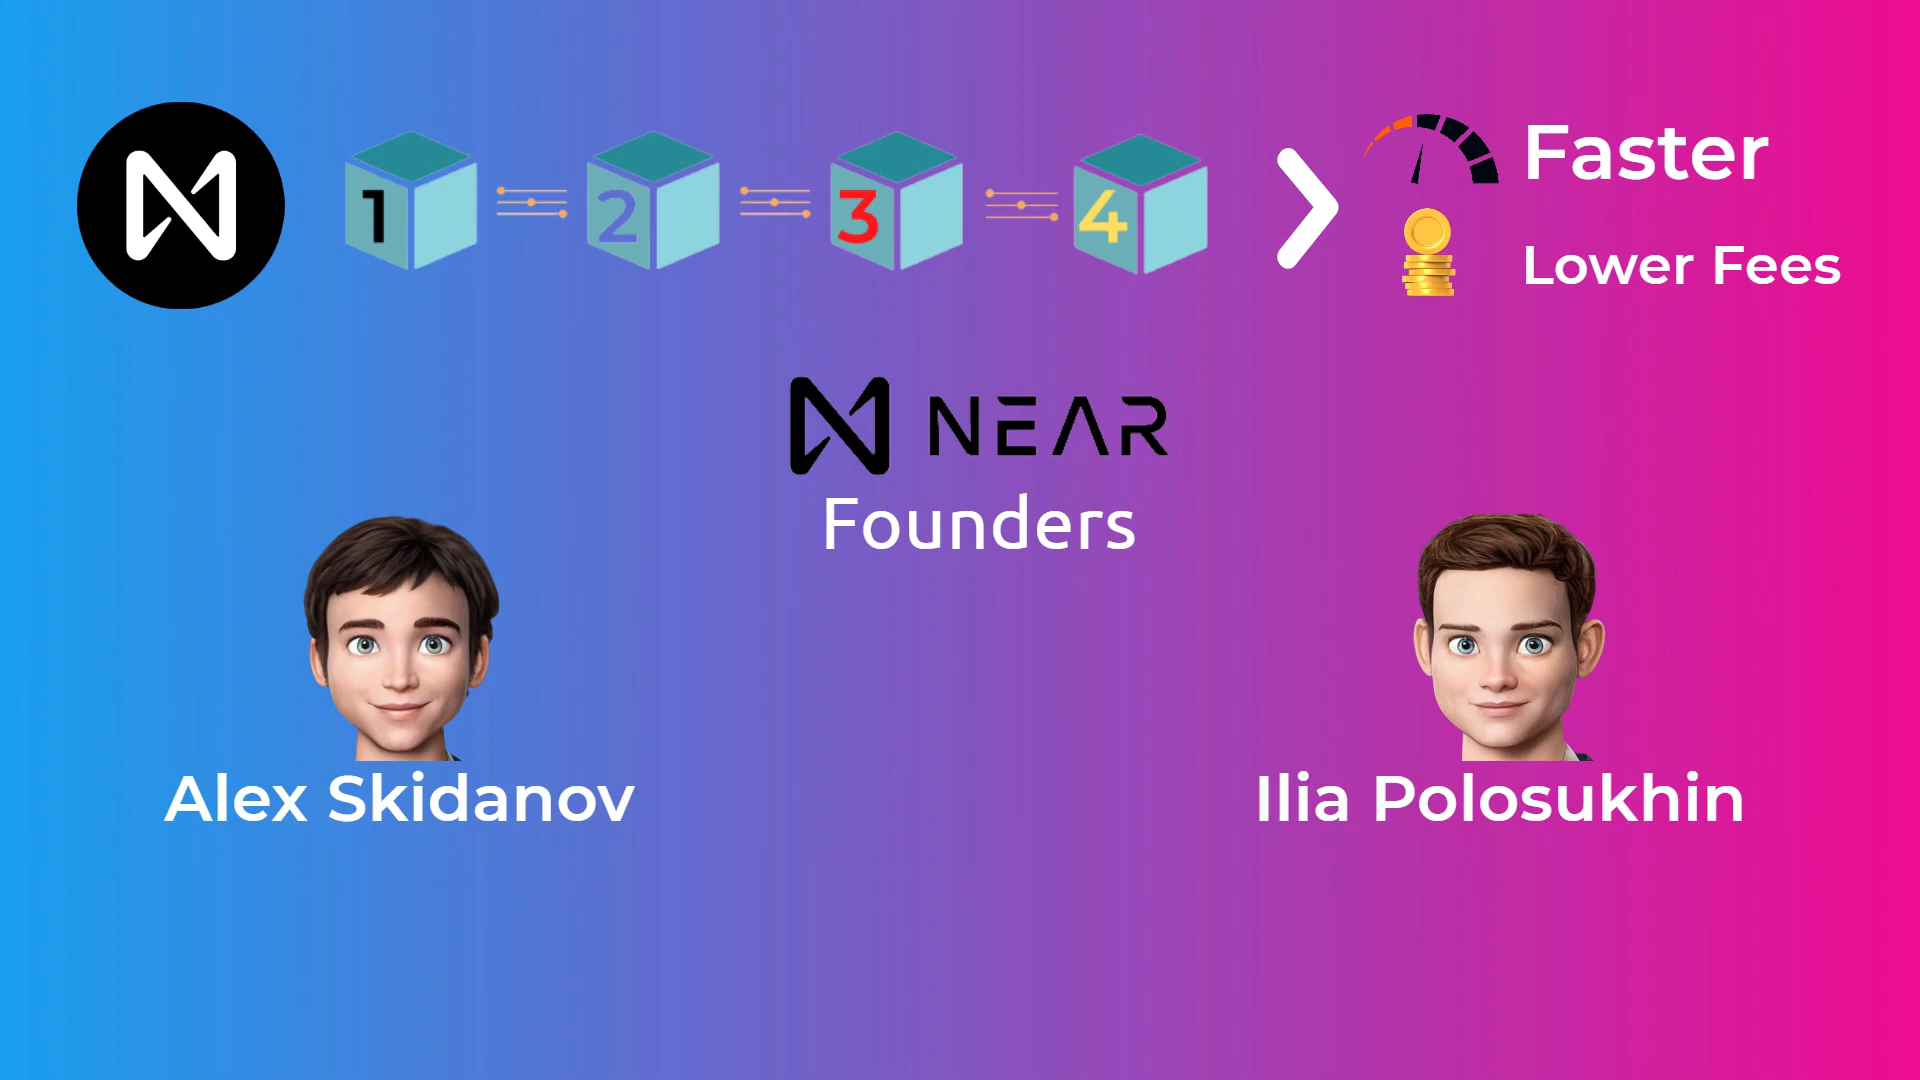 1 2 3 4
Faster
Lower Fees
NEAR
Founders
Alex Skidanov
Ilia Polosukhin